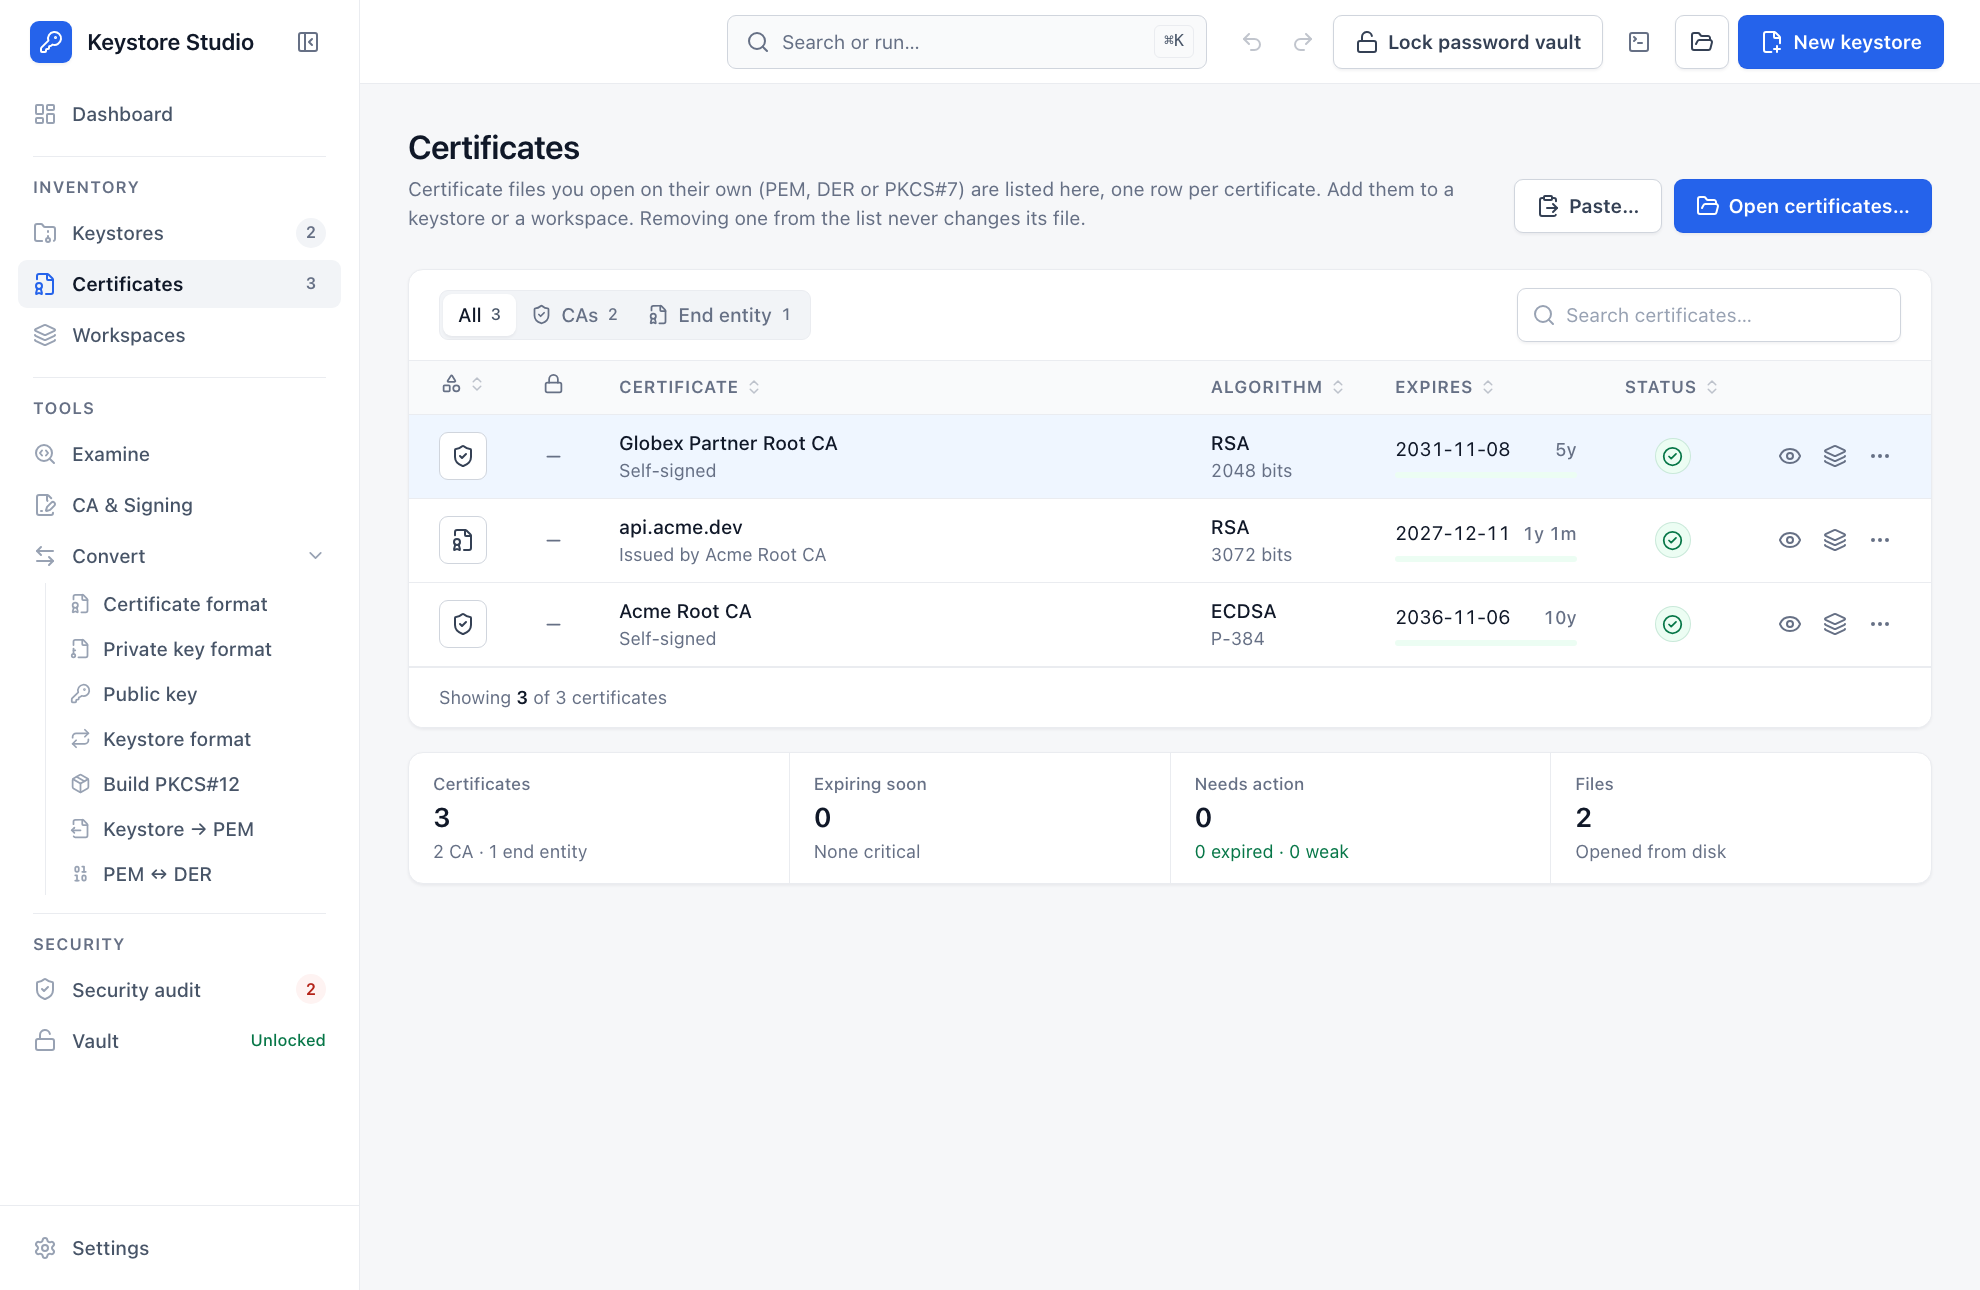 Keystore Studio
Search or run...
⌘K
Lock password vault
New keystore
Dashboard
INVENTORY
Keystores 2
Certificates 3
Workspaces
TOOLS
Examine
CA & Signing
Convert
Certificate format
Private key format
Public key
Keystore format
Build PKCS#12
Keystore → PEM
PEM ↔ DER
SECURITY
Security audit 2
Vault Unlocked
Settings
Certificates
Certificate files you open on their own (PEM, DER or PKCS#7) are listed here, one row per certificate. Add them to a
keystore or a workspace. Removing one from the list never changes its file.
Paste...
Open certificates...
All 3 CAs 2 End entity 1
Search certificates...
CERTIFICATE ALGORITHM EXPIRES STATUS
— Globex Partner Root CA RSA 2031-11-08 5y
Self-signed 2048 bits
— api.acme.dev RSA 2027-12-11 1y 1m
Issued by Acme Root CA 3072 bits
— Acme Root CA ECDSA 2036-11-06 10y
Self-signed P-384
Showing 3 of 3 certificates
Certificates
3
2 CA · 1 end entity
Expiring soon
0
None critical
Needs action
0
0 expired · 0 weak
Files
2
Opened from disk